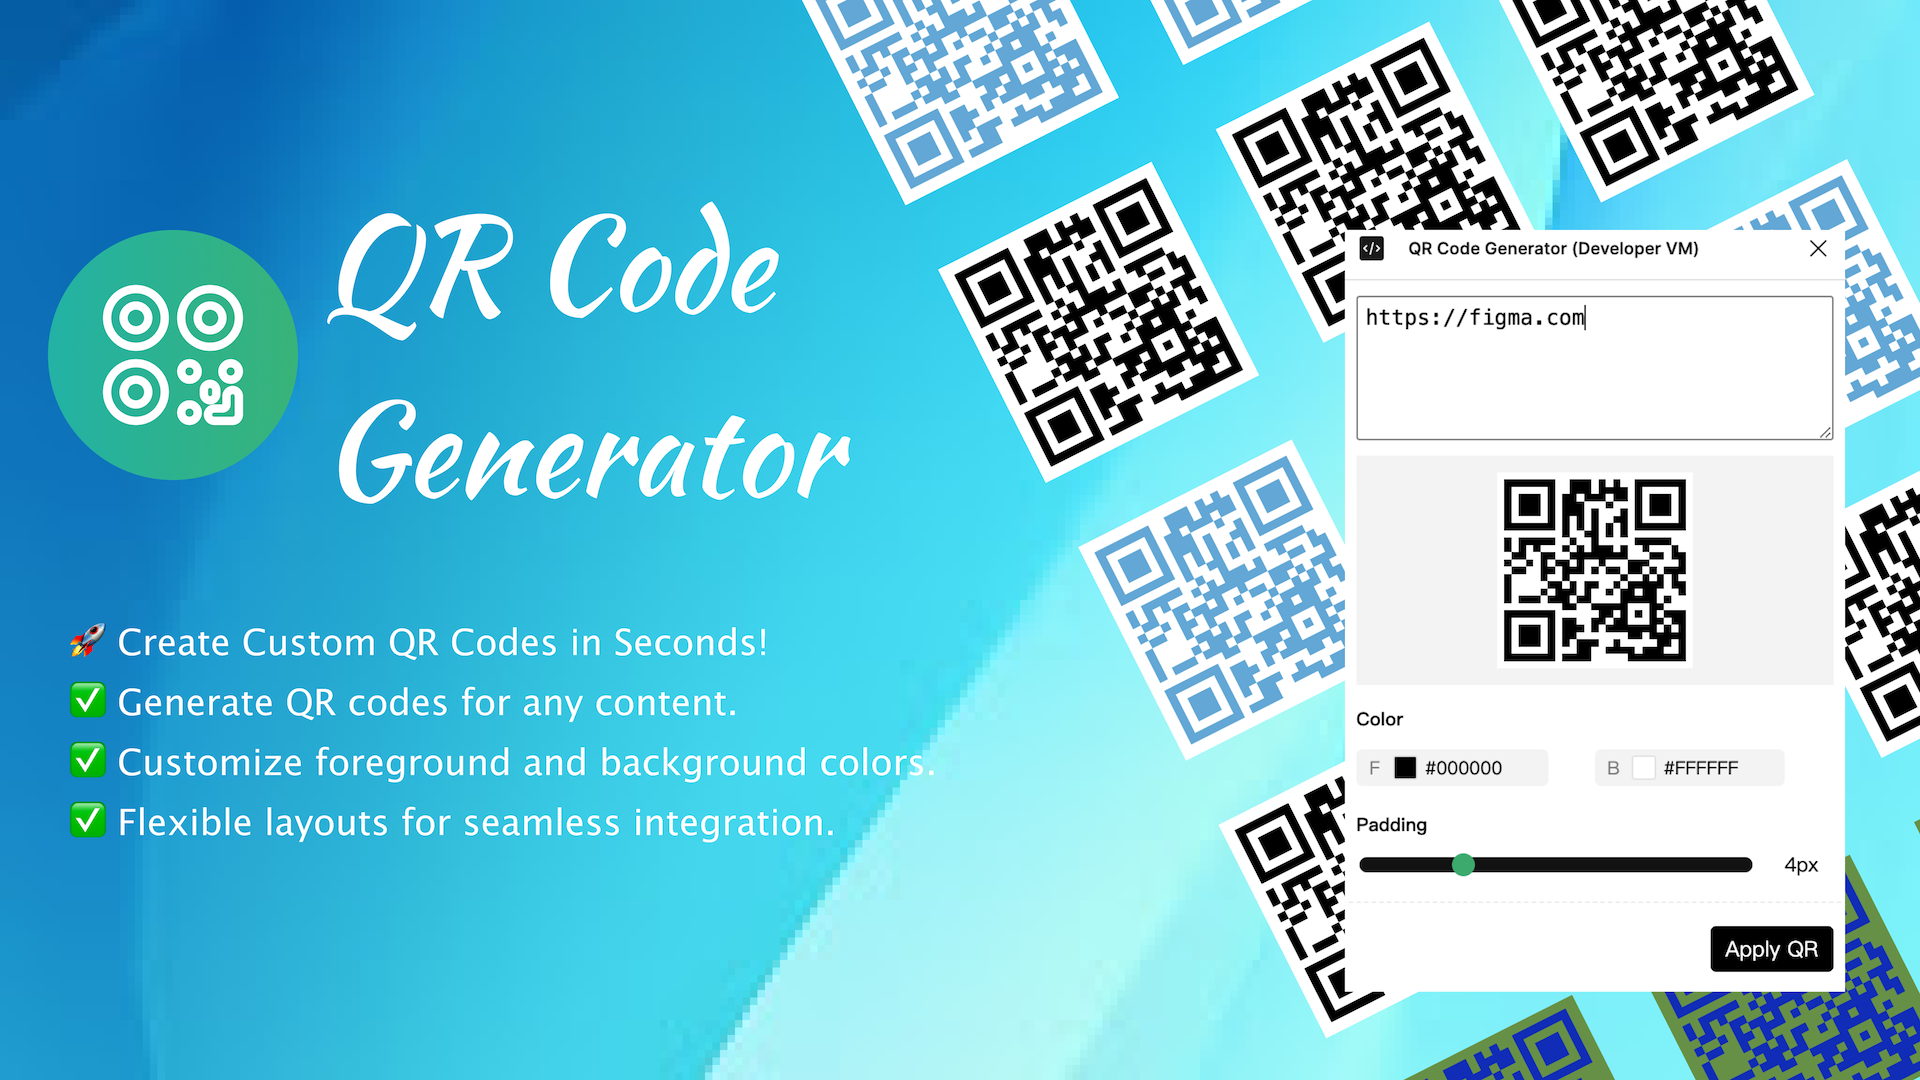 QR Code
Generator
🚀 Create Custom QR Codes in Seconds!
✅ Generate QR codes for any content.
✅ Customize foreground and background colors.
✅ Flexible layouts for seamless integration.
</> QR Code Generator (Developer VM)
https://figma.com
Color
F #000000 B #FFFFFF
Padding
4px
Apply QR